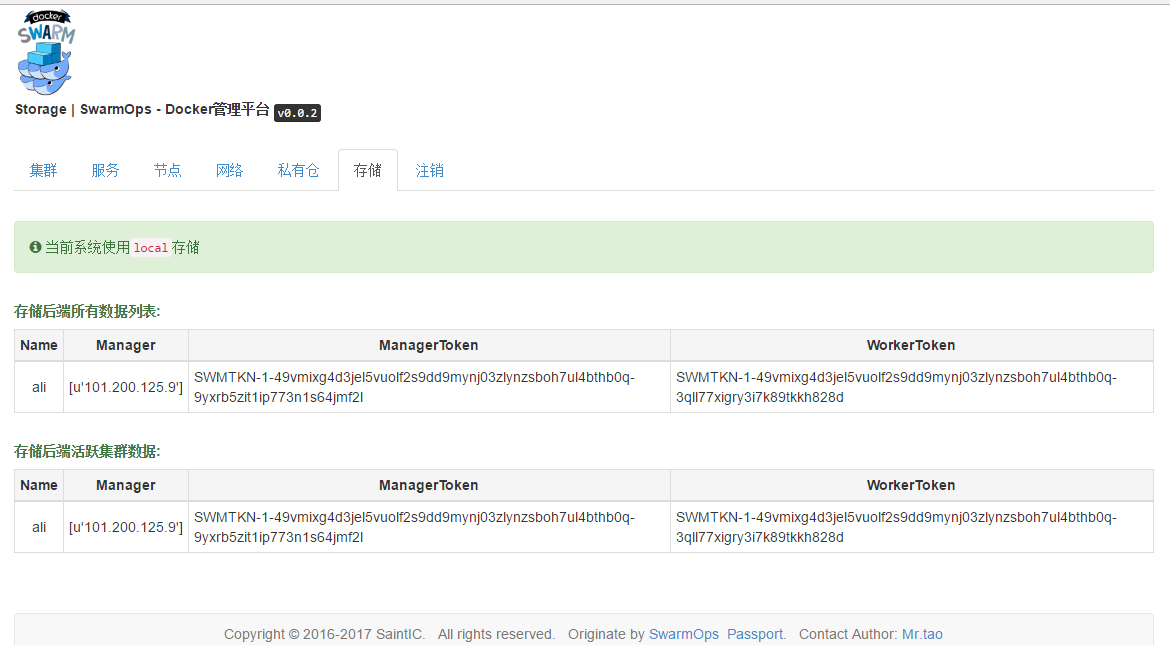 docker
SWARM
Storage | SwarmOps - Docker管理平台 v0.0.2
集群 服务 节点 网络 私有仓 存储 注销
当前系统使用 local 存储
存储后端所有数据列表:
Name Manager ManagerToken WorkerToken
ali [u'101.200.125.9'] SWMTKN-1-49vmixg4d3jel5vuolf2s9dd9mynj03zlynzsboh7ul4bthb0q- SWMTKN-1-49vmixg4d3jel5vuolf2s9dd9mynj03zlynzsboh7ul4bthb0q-
9yxrb5zit1ip773n1s64jmf2l 3qll77xigry3i7k89tkkh828d
存储后端活跃集群数据:
Name Manager ManagerToken WorkerToken
ali [u'101.200.125.9'] SWMTKN-1-49vmixg4d3jel5vuolf2s9dd9mynj03zlynzsboh7ul4bthb0q- SWMTKN-1-49vmixg4d3jel5vuolf2s9dd9mynj03zlynzsboh7ul4bthb0q-
9yxrb5zit1ip773n1s64jmf2l 3qll77xigry3i7k89tkkh828d
Copyright © 2016-2017 SaintIC. All rights reserved. Originate by SwarmOps Passport. Contact Author: Mr.tao